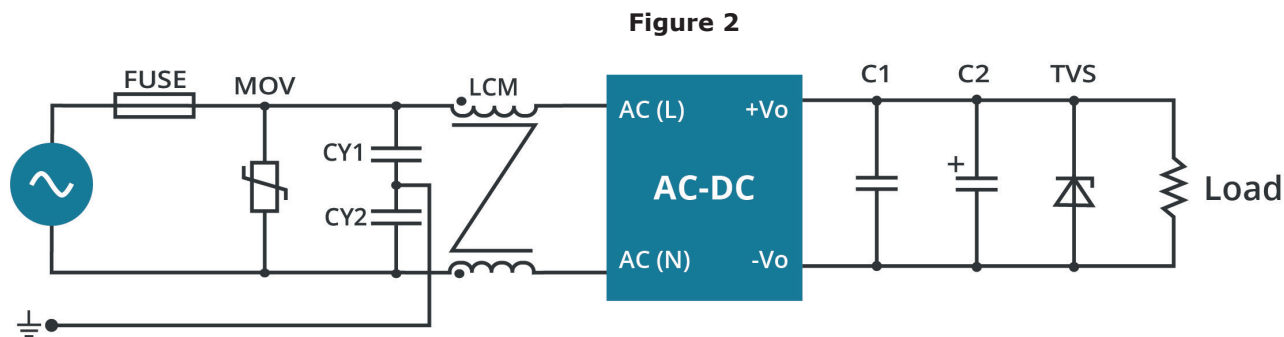 Figure 2
FUSE
MOV
LCM
C1
C2
TVS
AC (L)
+Vo
CY1
AC-DC
+
Load
CY2
AC (N)
-Vo